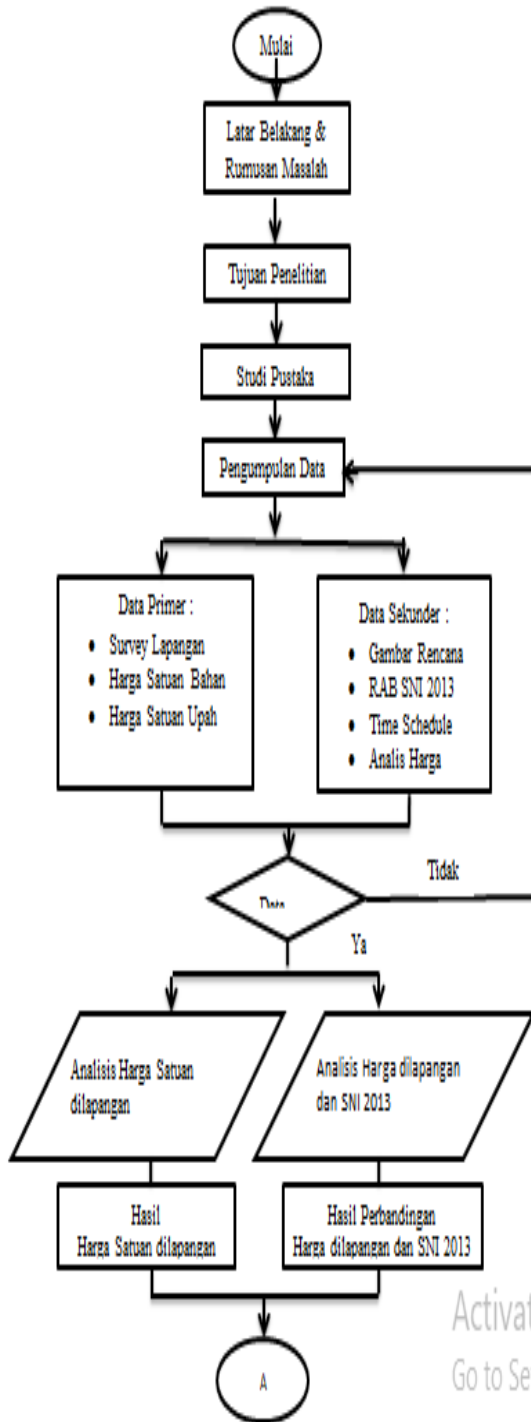 Mulai
Latar Belakang &
Rumusan Masalah
Tujuan Penelitian
Studi Pustaka
Pengumpulan Data
Data Primer :
• Survey Lapangan
• Harga Satuan Bahan
• Harga Satuan Upah
Data Sekunder :
• Gambar Rencana
• RAB SNI 2013
• Time Schedule
• Analis Harga
Data
Tidak
Ya
Analisis Harga Satuan
dilapangan
Analisis Harga dilapangan
dan SNI 2013
Hasil
Harga Satuan dilapangan
Hasil Perbandingan
Harga dilapangan dan SNI 2013
A
Activat
Go to Se